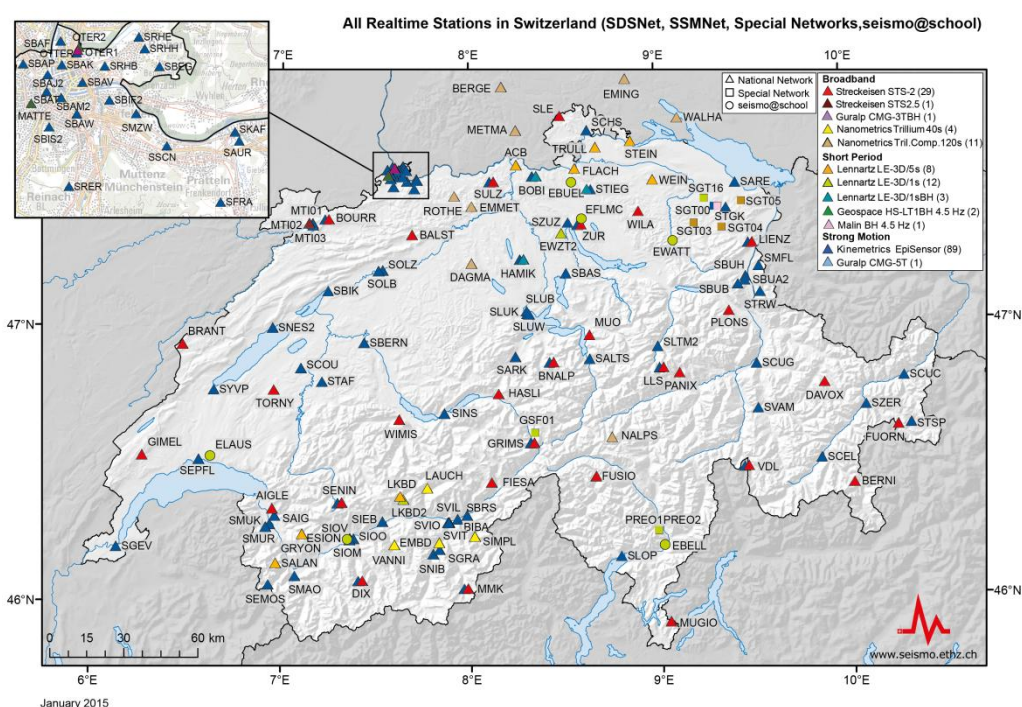 All Realtime Stations in Switzerland (SDSNet, SSMNet, Special Networks,seismo@school)
7°E
8°E
9°E
10°E
SBAF
OTER2
OTER1
SRHE
SRHH
SBAP
SBAK
SRHB
SBEG
SBAJ2
SBAV
SBAT
SBAM2
SBIF2
MATTE
SBAW
SMZW
SKAF
SBIS2
SSCN
SAUR
SRER
SFRA
Reinach
BL
Muttenz
Münchenstein
Pratteln
Frenkendorf
BERGE
EMING
SLE
WALHA
METMA
SCHS
TRULL
STEIN
ACB
FLACH
SULZ
BOBI
EBUEL
STIEG
WEIN
SGT16
SARE
ROTHE
EMMET
MTI01
BOURR
MTI02
MTI03
BALST
SZUZ
EFLMC
WILA
SGT00
STGK
SGT05
EWZT2
ZUR
SGT03
SGT04
LIENZ
EWATT
SMFL
DAGMA
HAMIK
SBAS
SBUH
SBUA2
SBUB
STRW
SOLZ
SOLB
SBIK
47°N
47°N
BRANT
SNES2
SLUB
SLUK
SLUW
MUO
PLONS
SBERN
SLTM2
SCOU
SARK
SALTS
SCUG
SCUC
SYVP
STAF
BNALP
LLS
PANIX
DAVOX
TORNY
HASLI
SZER
SINS
SVAM
STSP
WIMIS
GSF01
NALPS
FUORN
GIMEL
ELAUS
GRIMS
SCEL
SEPFL
VDL
LAUCH
FIESA
FUSIO
BERNI
LKBD
AIGLE
SENIN
LKBD2
SVIL
SBRS
SMUK
SAIG
SIOV
SIEB
SVIO
BIBA
PREO1PREO2
SMUR
ESION
SIOO
SVIT
SIMPL
GRYON
SIOM
EMBD
EBELL
SGEV
VANNI
SGRA
SLOP
SALAN
SNIB
SEMOS
SMAO
DIX
MMK
46°N
46°N
MUGIO
National Network
Special Network
seismo@school
Broadband
Streckeisen STS-2 (29)
Streckeisen STS2.5 (1)
Guralp CMG-3TBH (1)
Nanometrics Trillium40s (4)
Nanometrics Tril.Comp.120s (11)
Short Period
Lennartz LE-3D/5s (8)
Lennartz LE-3D/1s (12)
Lennartz LE-3D/1sBH (3)
Geospace HS-LT1BH 4.5 Hz (2)
Malin BH 4.5 Hz (1)
Strong Motion
Kinemetrics EpiSensor (89)
Guralp CMG-5T (1)
0
15
30
60 km
www.seismo.ethz.ch
6°E
7°E
8°E
9°E
10°E
January 2015